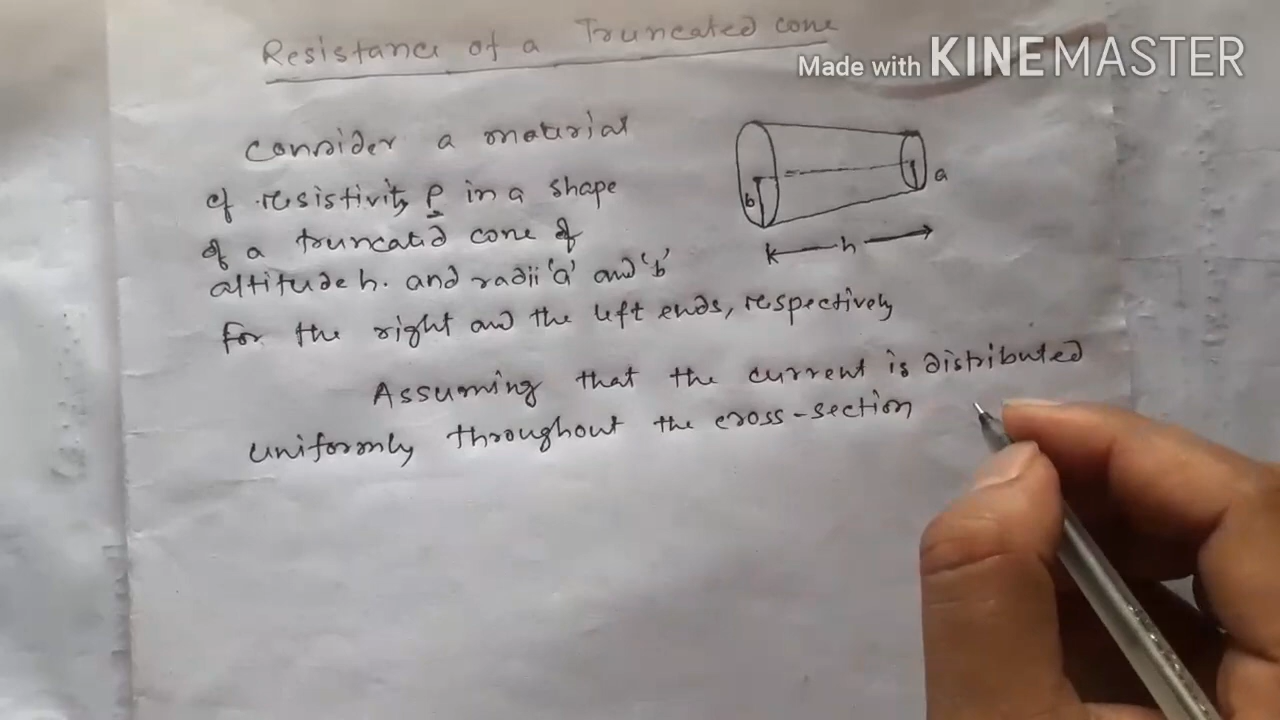 Resistance of a Truncated cone
Made with KINEMASTER
Consider a material
of resistivity ρ in a shape
of a truncated cone of
altitude h. and radii 'a' and 'b'
for the right and the left ends, respectively
Assuming that the current is distributed
uniformly throughout the cross-section
b
a
h